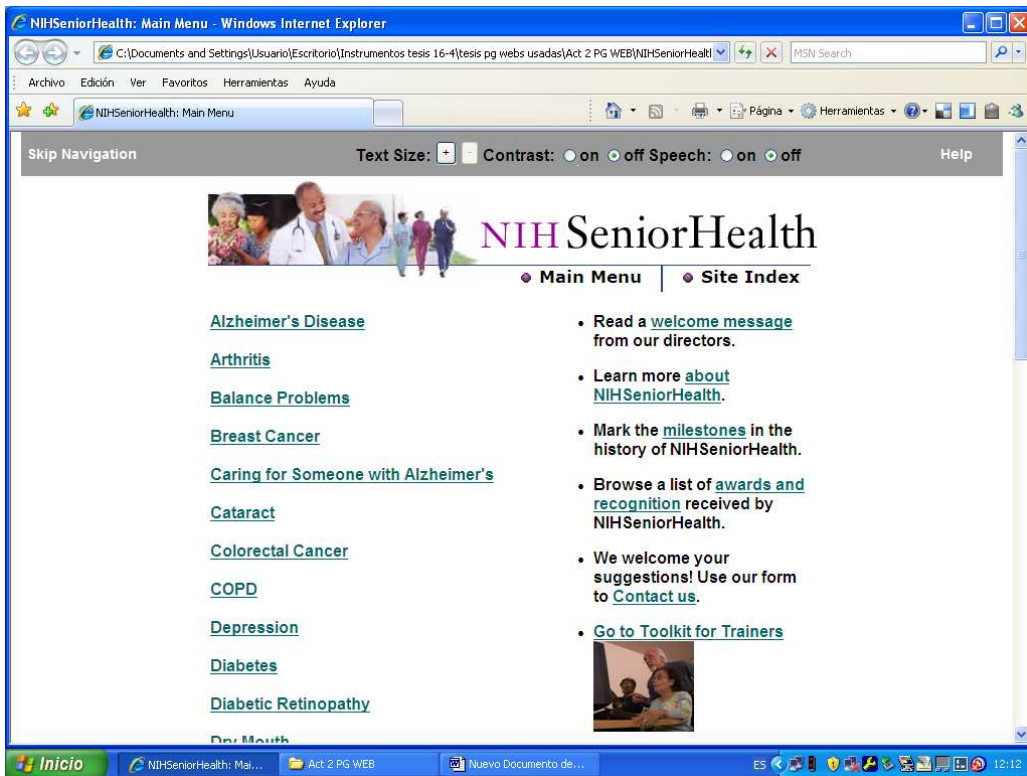 NIHSeniorHealth: Main Menu - Windows Internet Explorer
C:\Documents and Settings\Usuario\Escritorio\Instrumentos tesis 16-4\tesis pg webs usadas\Act 2 PG WEB\NIHSeniorHealt
MSN Search
Archivo Edición Ver Favoritos Herramientas Ayuda
NIHSeniorHealth: Main Menu
Página Herramientas
Skip Navigation Text Size: + - Contrast: on off Speech: on off Help
NIH SeniorHealth
Main Menu Site Index
Alzheimer's Disease
Arthritis
Balance Problems
Breast Cancer
Caring for Someone with Alzheimer's
Cataract
Colorectal Cancer
COPD
Depression
Diabetes
Diabetic Retinopathy
Dry Mouth
• Read a welcome message
from our directors.
• Learn more about
NIHSeniorHealth.
• Mark the milestones in the
history of NIHSeniorHealth.
• Browse a list of awards and
recognition received by
NIHSeniorHealth.
• We welcome your
suggestions! Use our form
to Contact us.
• Go to Toolkit for Trainers
Inicio NIHSeniorHealth: Mai... Act 2 PG WEB Nuevo Documento de... ES 12:12